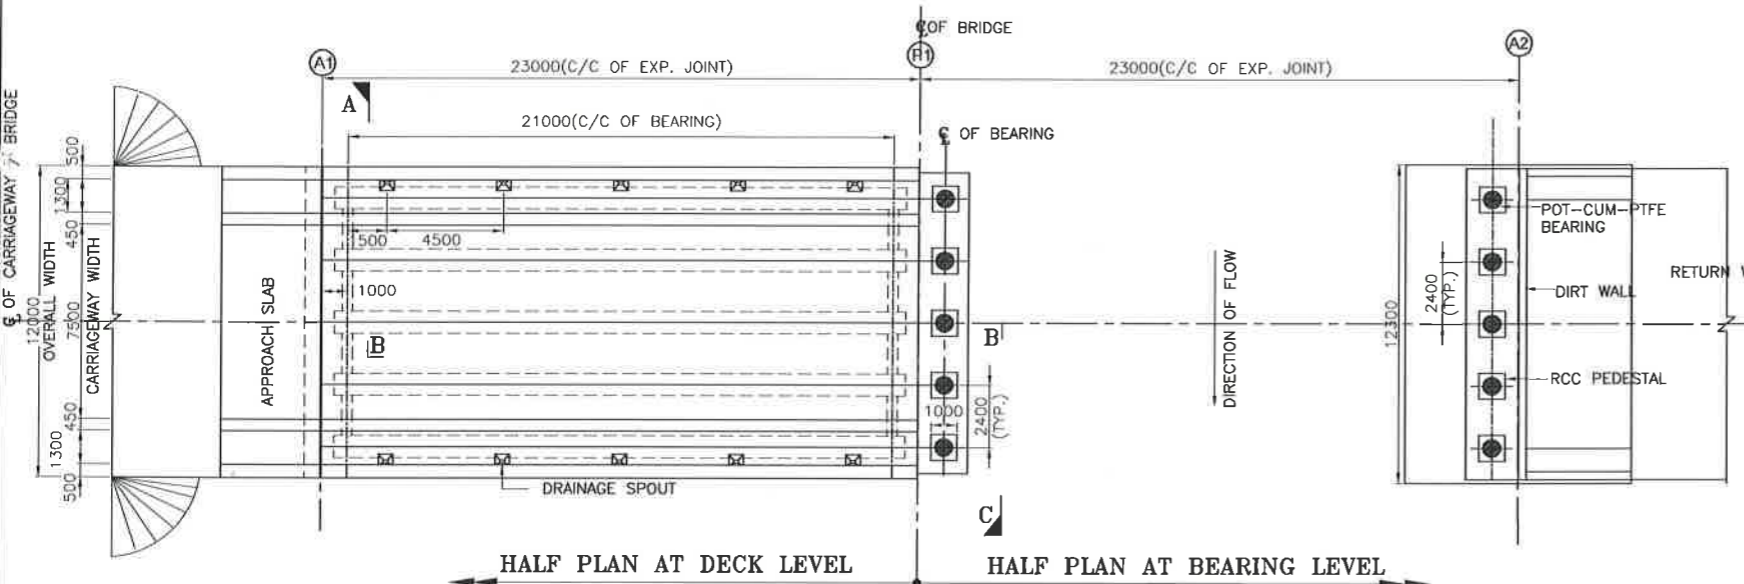 ℄ OF BRIDGE
A1
P1
A2
23000(C/C OF EXP. JOINT)
23000(C/C OF EXP. JOINT)
A
21000(C/C OF BEARING)
℄ OF BEARING
℄ OF CARRIAGEWAY BRIDGE
500
1300
450
12000
OVERALL WIDTH
7500
CARRIAGEWAY WIDTH
450
1300
500
APPROACH SLAB
1500
4500
1000
B
B
1000
2400
(TYP.)
DRAINAGE SPOUT
C
DIRECTION OF FLOW
12300
2400
(TYP.)
POT-CUM-PTFE
BEARING
RETURN
DIRT WALL
RCC PEDESTAL
HALF PLAN AT DECK LEVEL
HALF PLAN AT BEARING LEVEL